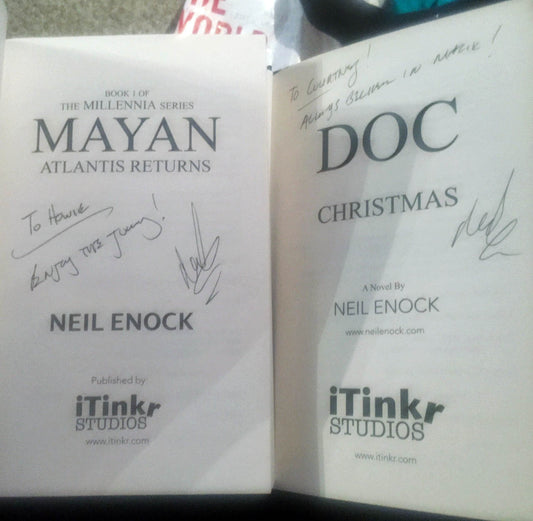 WORLD
BOOK 1 OF
THE MILLENNIA SERIES
MAYAN
ATLANTIS RETURNS
To Howie
ENJOY THE
NEIL ENOCK
Published by:
iTinkr
STUDIOS
www.itinkr.com
To COURTNEY!
ALWAYS BELIEVE IN MAGIK!
DOC
CHRISTMAS
A Novel By
NEIL ENOCK
www.neilenock.com
iTinkr
STUDIOS
www.itinkr.com